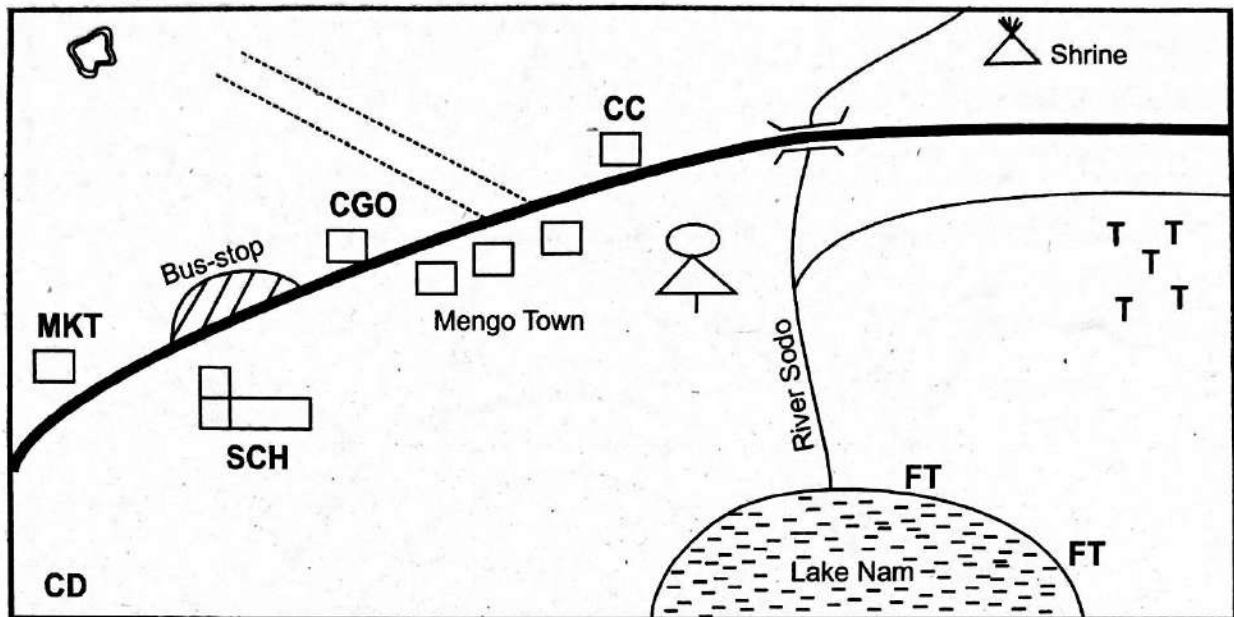 Shrine
CC
CGO
T T
T
T T
Bus-stop
MKT
Mengo Town
River Sodo
SCH
FT
FT
Lake Nam
CD